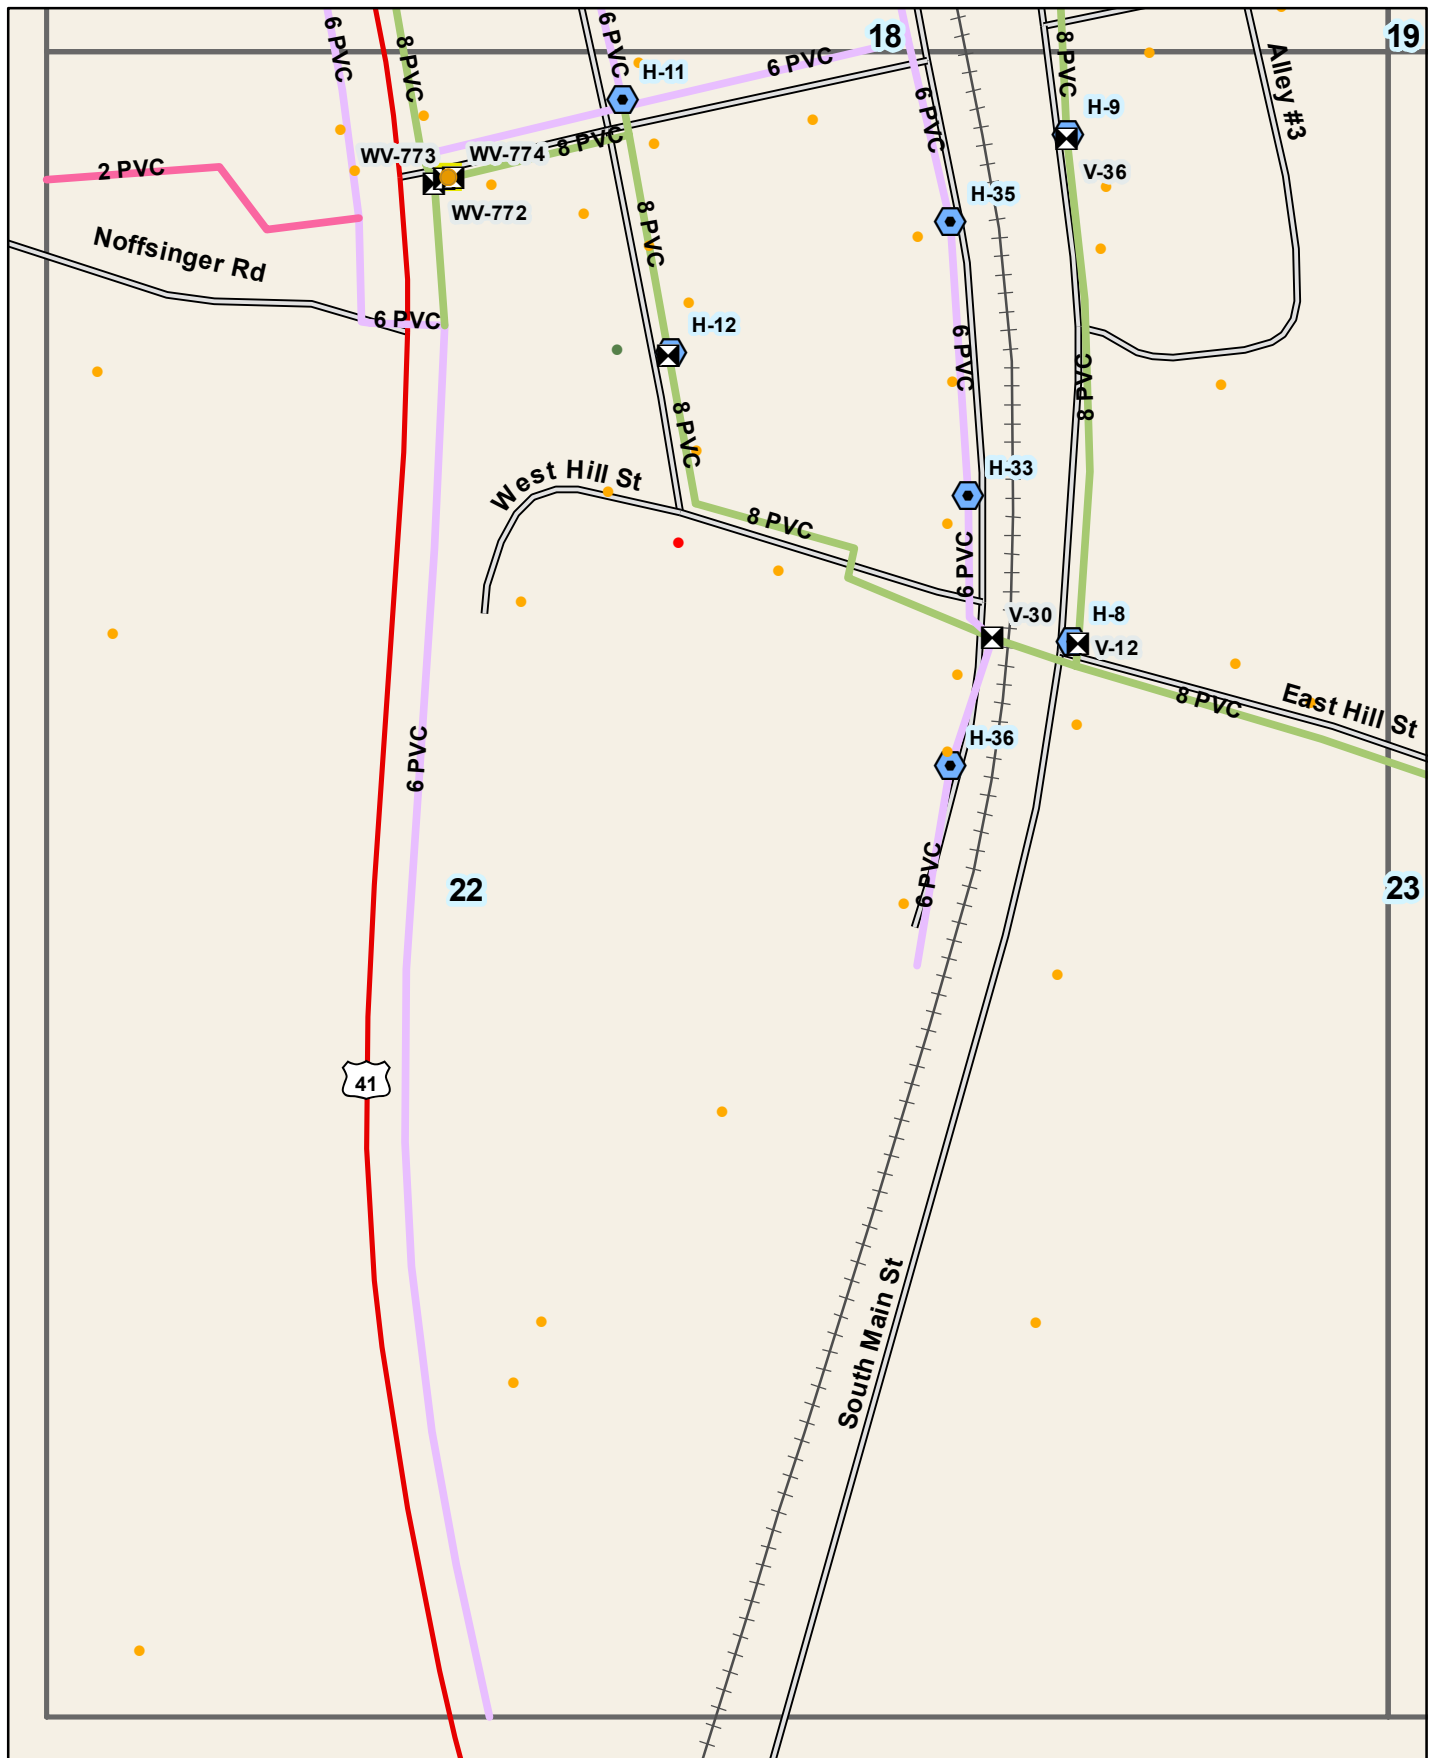 6 PVC
8 PVC
6 PVC
6 PVC
18
8 PVC
Alley #3
19
H-11
6 PVC
H-9
8 PVC
WV-773
WV-774
2 PVC
V-36
H-35
WV-772
8 PVC
Noffsinger Rd
6 PVC
H-12
6 PVC
8 PVC
8 PVC
West Hill St
H-33
8 PVC
6 PVC
V-30
H-8
V-12
8 PVC
East Hill St
H-36
6 PVC
6 PVC
22
23
41
South Main St